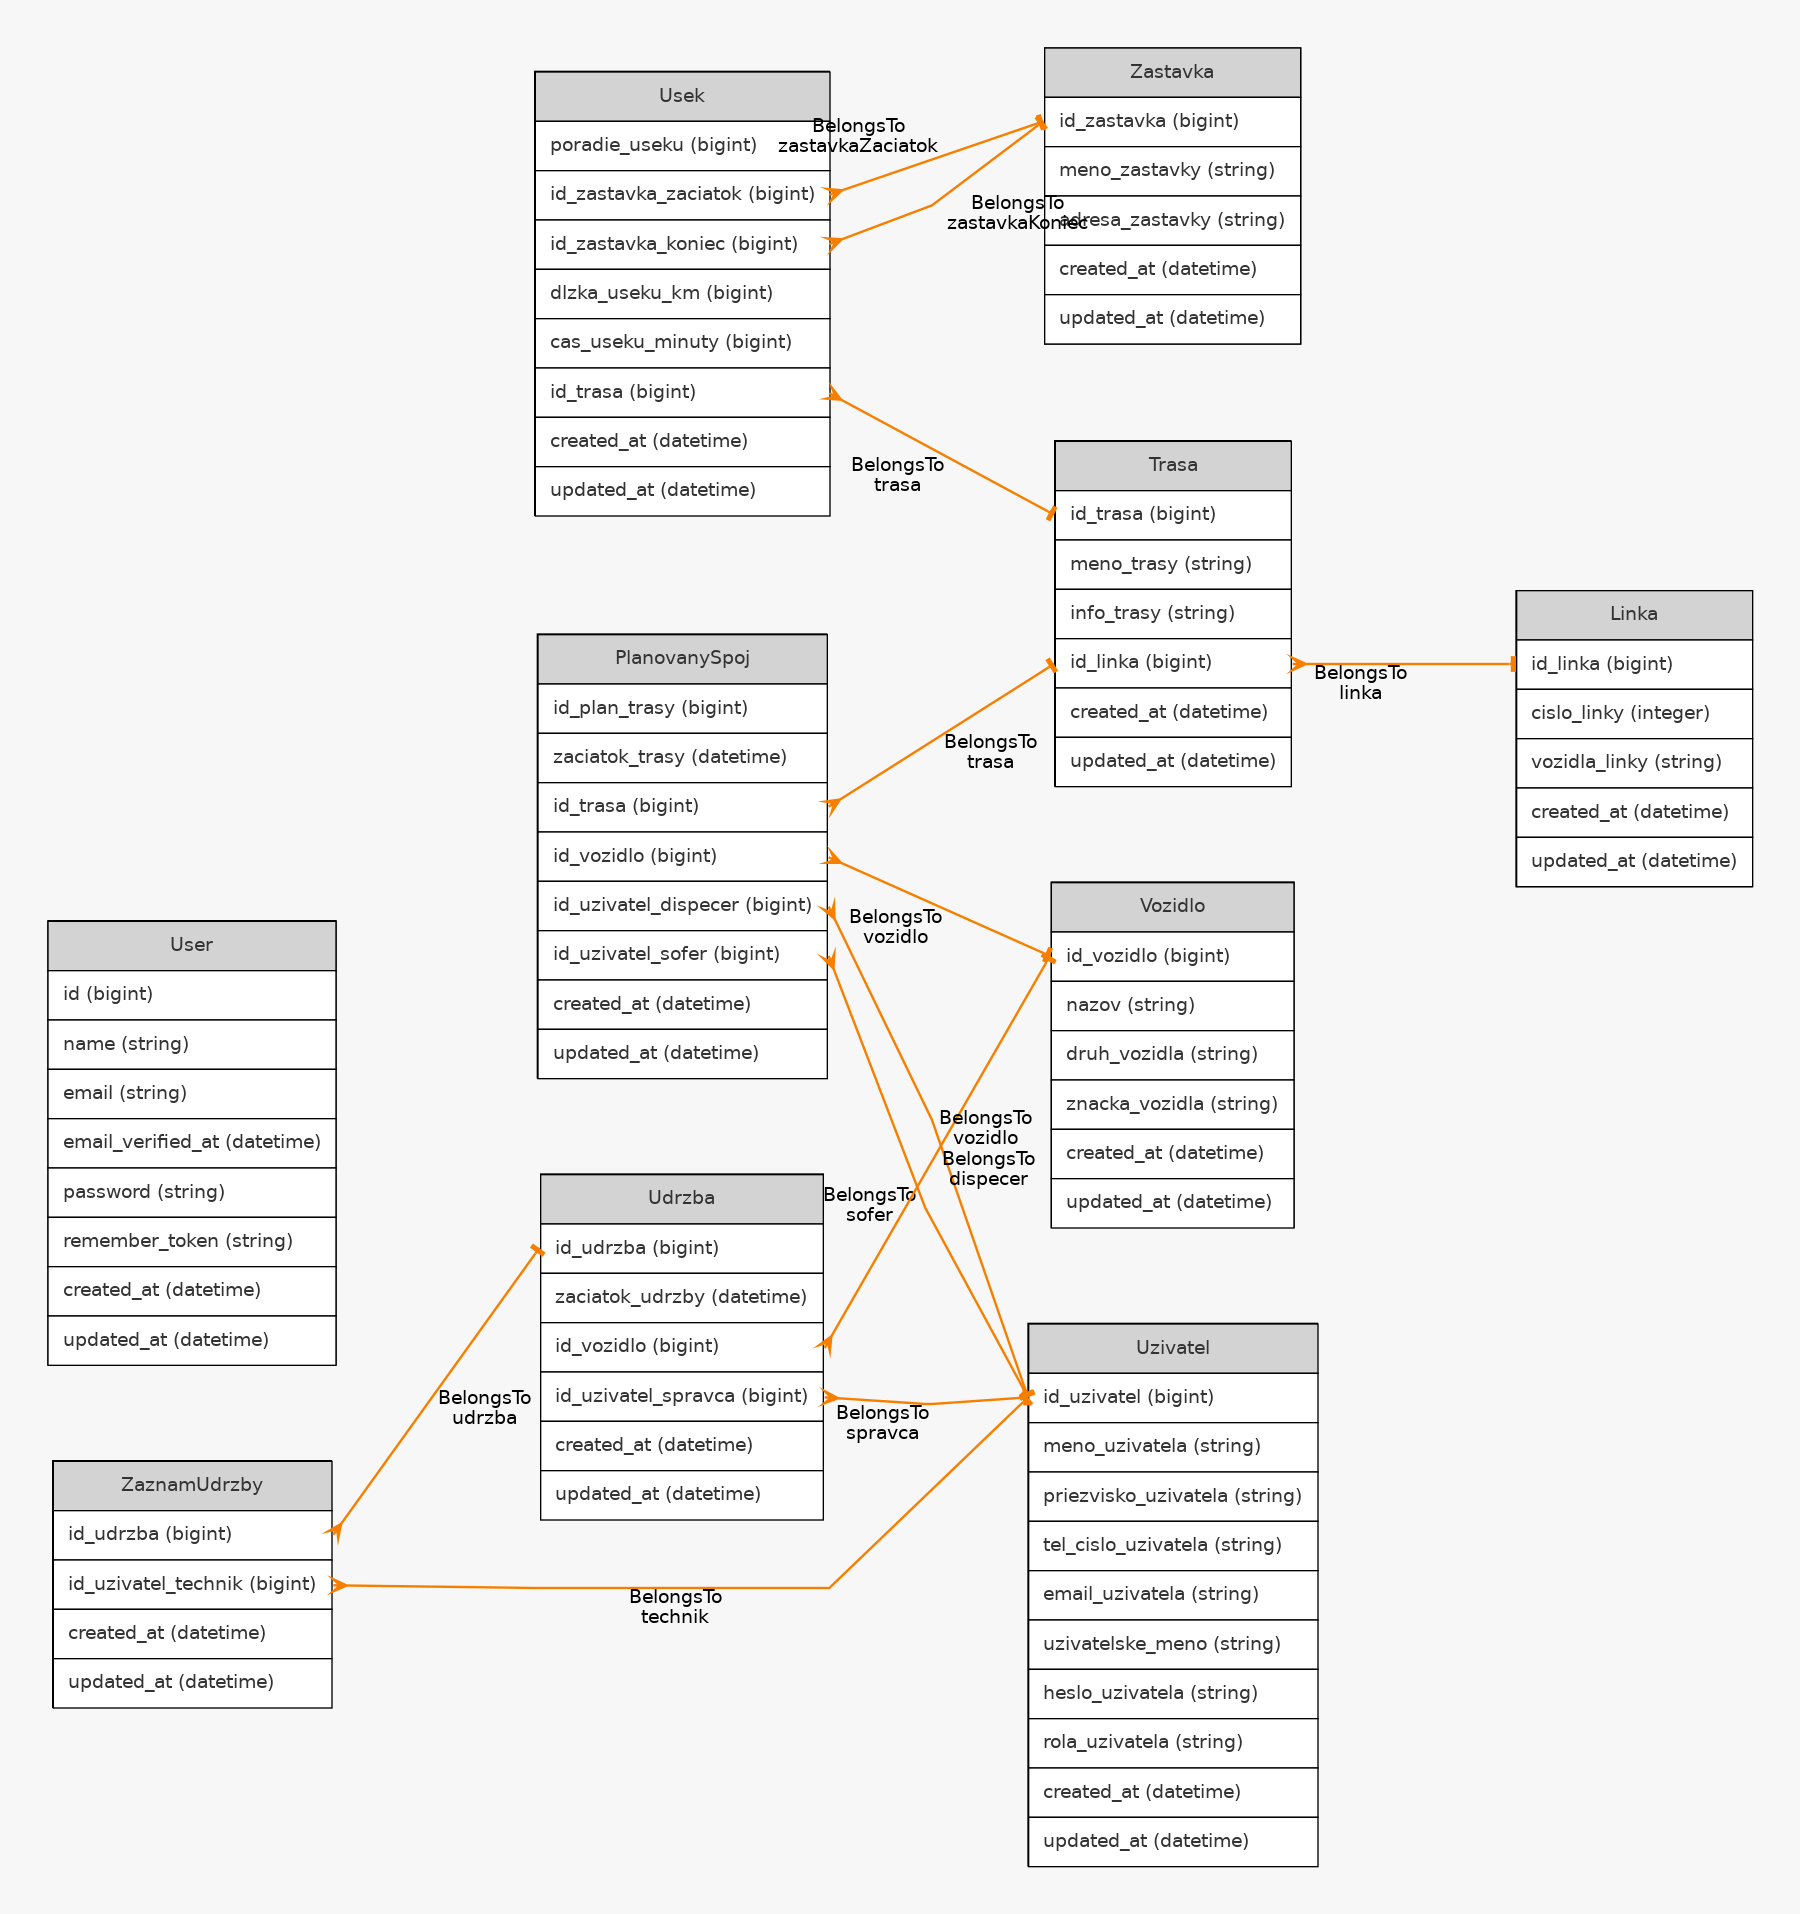 Usek
poradie_useku (bigint)
id_zastavka_zaciatok (bigint)
id_zastavka_koniec (bigint)
dlzka_useku_km (bigint)
cas_useku_minuty (bigint)
id_trasa (bigint)
created_at (datetime)
updated_at (datetime)
BelongsTo
zastavkaZaciatok
BelongsTo
zastavkaKoniec
Zastavka
id_zastavka (bigint)
meno_zastavky (string)
adresa_zastavky (string)
created_at (datetime)
updated_at (datetime)
BelongsTo
trasa
Trasa
id_trasa (bigint)
meno_trasy (string)
info_trasy (string)
id_linka (bigint)
created_at (datetime)
updated_at (datetime)
BelongsTo
linka
Linka
id_linka (bigint)
cislo_linky (integer)
vozidla_linky (string)
created_at (datetime)
updated_at (datetime)
PlanovanySpoj
id_plan_trasy (bigint)
zaciatok_trasy (datetime)
id_trasa (bigint)
id_vozidlo (bigint)
id_uzivatel_dispecer (bigint)
id_uzivatel_sofer (bigint)
created_at (datetime)
updated_at (datetime)
BelongsTo
trasa
BelongsTo
vozidlo
Vozidlo
id_vozidlo (bigint)
nazov (string)
druh_vozidla (string)
znacka_vozidla (string)
created_at (datetime)
updated_at (datetime)
User
id (bigint)
name (string)
email (string)
email_verified_at (datetime)
password (string)
remember_token (string)
created_at (datetime)
updated_at (datetime)
BelongsTo
vozidlo
BelongsTo
dispecer
BelongsTo
sofer
Udrzba
id_udrzba (bigint)
zaciatok_udrzby (datetime)
id_vozidlo (bigint)
id_uzivatel_spravca (bigint)
created_at (datetime)
updated_at (datetime)
BelongsTo
udrzba
BelongsTo
spravca
Uzivatel
id_uzivatel (bigint)
meno_uzivatela (string)
priezvisko_uzivatela (string)
tel_cislo_uzivatela (string)
email_uzivatela (string)
uzivatelske_meno (string)
heslo_uzivatela (string)
rola_uzivatela (string)
created_at (datetime)
updated_at (datetime)
ZaznamUdrzby
id_udrzba (bigint)
id_uzivatel_technik (bigint)
created_at (datetime)
updated_at (datetime)
BelongsTo
technik